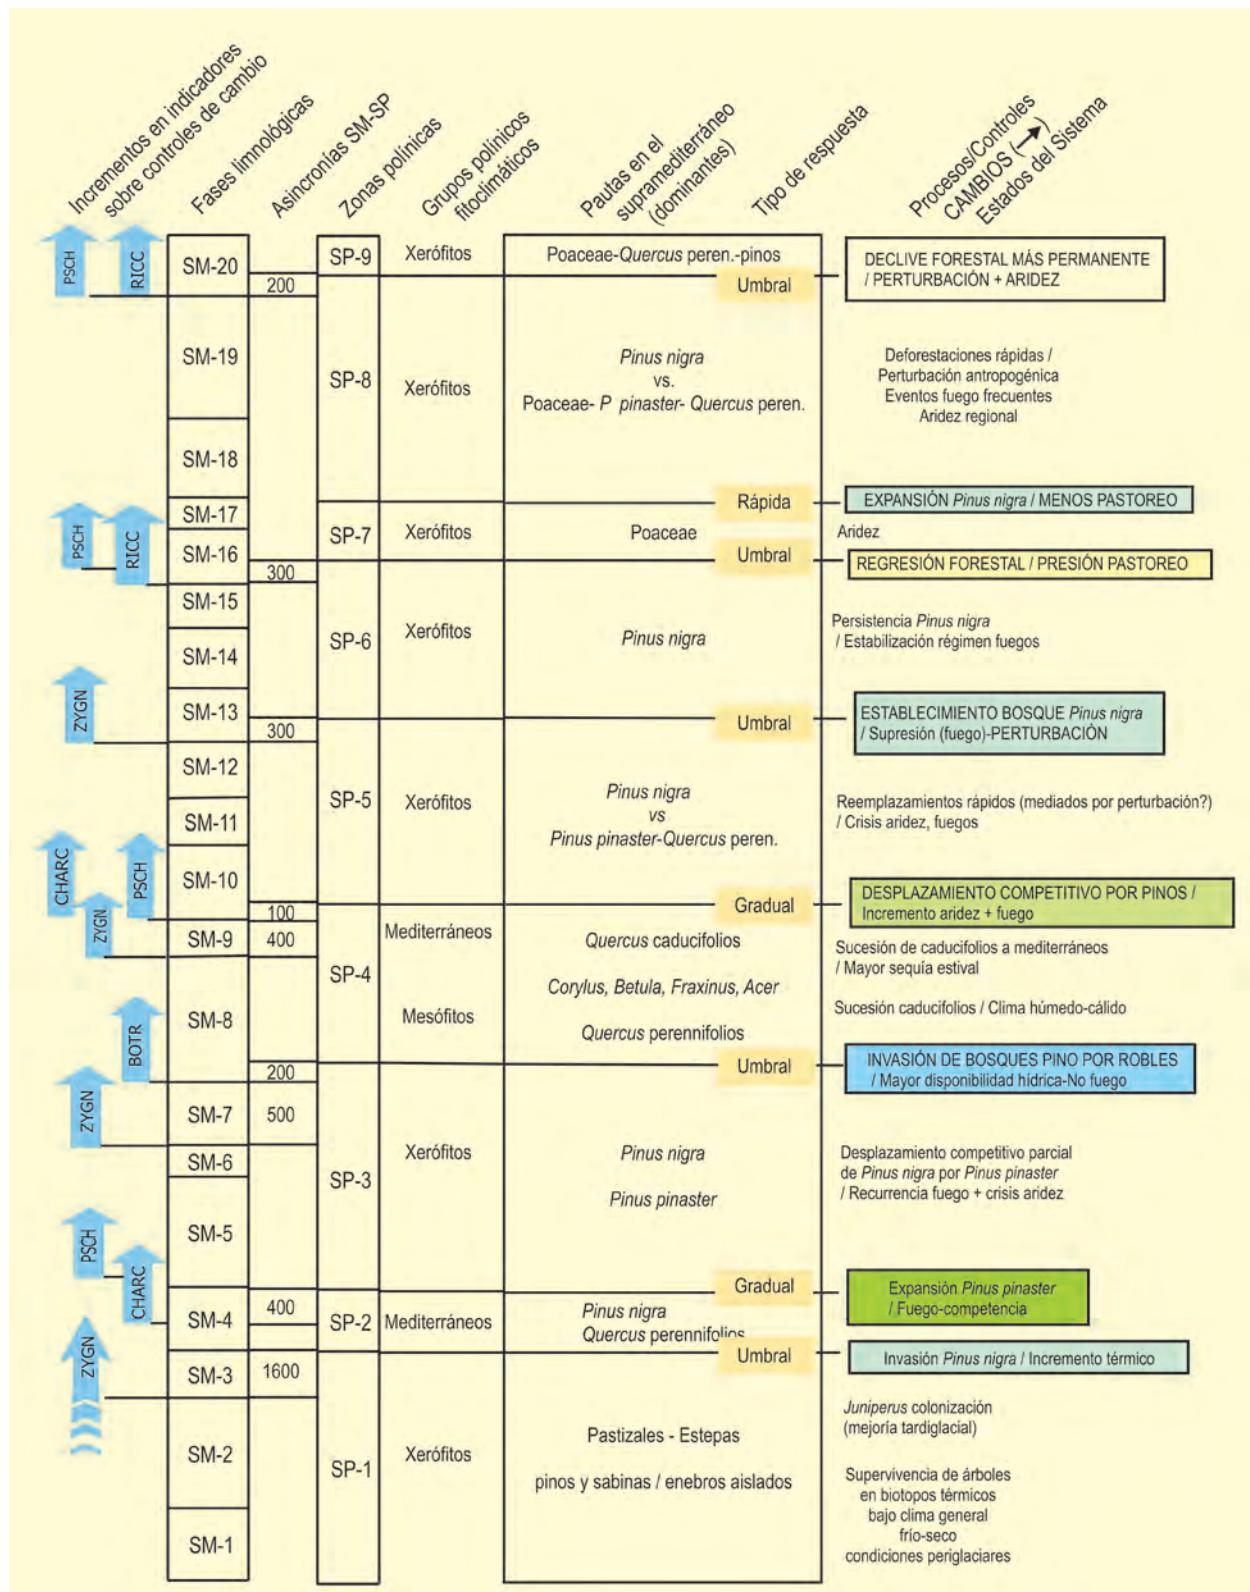 Incrementos en indicadores
sobre controles de cambio
Fases limnológicas
Asincronías SM-SP
Zonas polínicas
Grupos polínicos
fitoclimáticos
Pautas en el
supramediterráneo
(dominantes)
Tipo de respuesta
Procesos/Controles
CAMBIOS (→)
Estados del Sistema
PSCH
RICC
SM-20
200
SP-9
Xerófitos
Poaceae-Quercus peren.-pinos
Umbral
DECLIVE FORESTAL MÁS PERMANENTE
/ PERTURBACIÓN + ARIDEZ
SM-19
SP-8
Xerófitos
Pinus nigra
vs.
Poaceae- P pinaster- Quercus peren.
Deforestaciones rápidas /
Perturbación antropogénica
Eventos fuego frecuentes
Aridez regional
SM-18
Rápida
EXPANSIÓN Pinus nigra / MENOS PASTOREO
PSCH
RICC
SM-17
SM-16
SP-7
Xerófitos
Poaceae
Aridez
Umbral
REGRESIÓN FORESTAL / PRESIÓN PASTOREO
300
SM-15
SP-6
Xerófitos
Pinus nigra
Persistencia Pinus nigra
/ Estabilización régimen fuegos
SM-14
ZYGN
SM-13
300
Umbral
ESTABLECIMIENTO BOSQUE Pinus nigra
/ Supresión (fuego)-PERTURBACIÓN
SM-12
SP-5
Xerófitos
Pinus nigra
vs
Pinus pinaster-Quercus peren.
Reemplazamientos rápidos (mediados por perturbación?)
/ Crisis aridez, fuegos
SM-11
CHARC
ZYGN
PSCH
SM-10
100
Gradual
DESPLAZAMIENTO COMPETITIVO POR PINOS /
Incremento aridez + fuego
SM-9
400
SP-4
Mediterráneos
Quercus caducifolios
Sucesión de caducifolios a mediterráneos
/ Mayor sequía estival
Corylus, Betula, Fraxinus, Acer
BOTR
SM-8
Mesófitos
Quercus perennifolios
Sucesión caducifolios / Clima húmedo-cálido
200
Umbral
INVASIÓN DE BOSQUES PINO POR ROBLES
/ Mayor disponibilidad hídrica-No fuego
ZYGN
SM-7
500
SM-6
SP-3
Xerófitos
Pinus nigra
Pinus pinaster
Desplazamiento competitivo parcial
de Pinus nigra por Pinus pinaster
/ Recurrencia fuego + crisis aridez
PSCH
SM-5
CHARC
Gradual
Expansión Pinus pinaster
/ Fuego-competencia
SM-4
400
SP-2
Mediterráneos
Pinus nigra
Quercus perennifolios
Umbral
Invasión Pinus nigra / Incremento térmico
ZYGN
SM-3
1600
SM-2
SP-1
Xerófitos
Pastizales - Estepas
pinos y sabinas / enebros aislados
Juniperus colonización
(mejoría tardiglacial)
SM-1
Supervivencia de árboles
en biotopos térmicos
bajo clima general
frío-seco
condiciones periglaciares